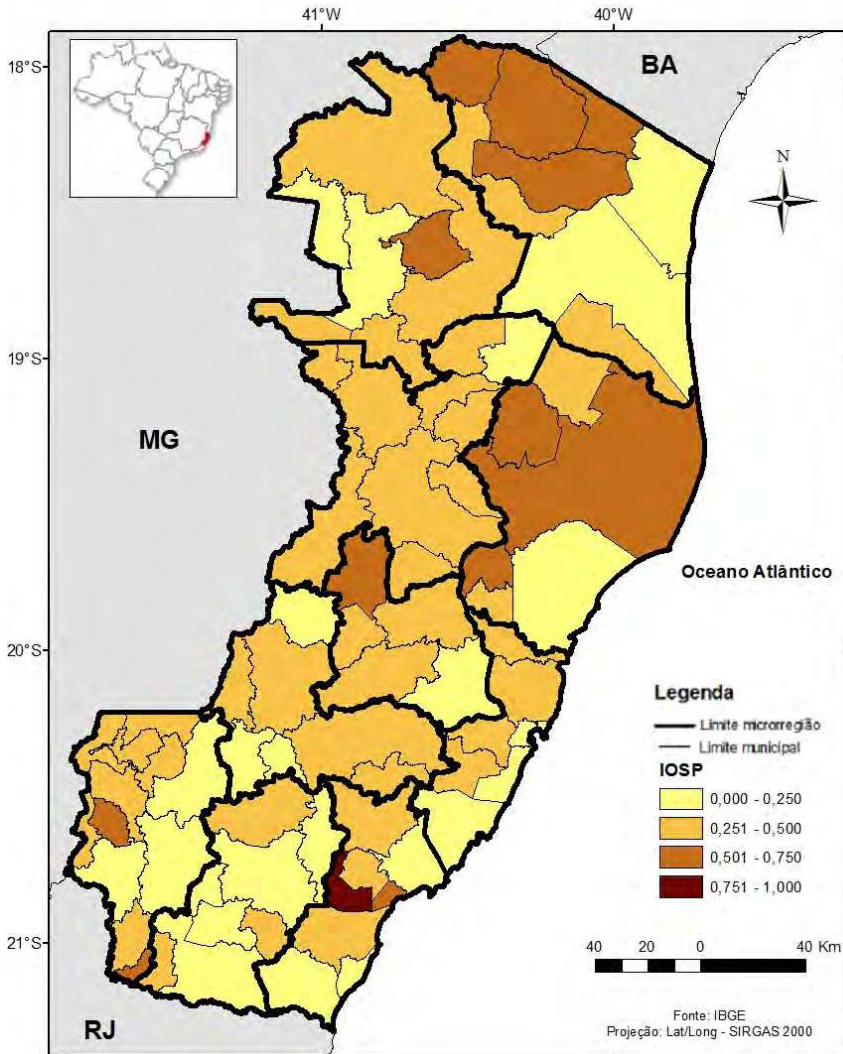 41°W
40°W
18°S
BA
N
19°S
MG
Oceano Atlântico
20°S
Legenda
Limite microrregião
Limite municipal
IOSP
0,000 - 0,250
0,251 - 0,500
0,501 - 0,750
0,751 - 1,000
21°S
40 20 0 40 Km
Fonte: IBGE
Projeção: Lat/Long - SIRGAS 2000
RJ